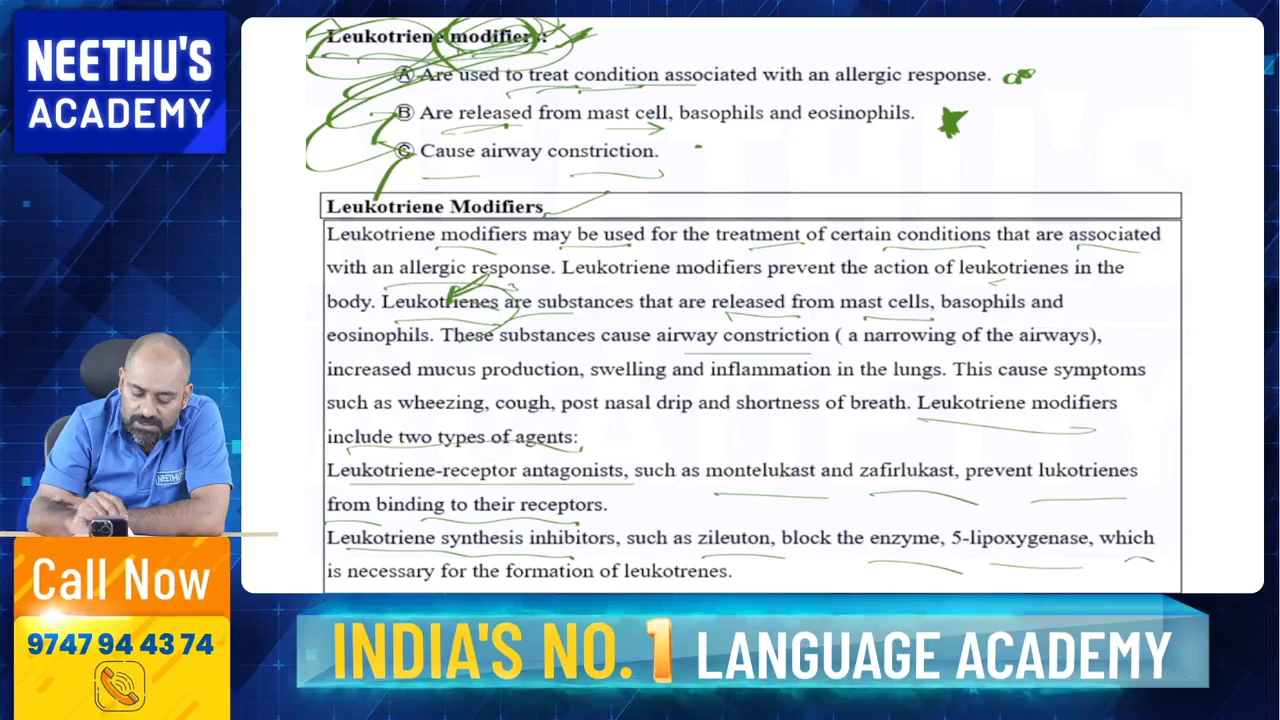 NEETHU'S
ACADEMY
Leukotriene modifiers:
A Are used to treat condition associated with an allergic response.
B Are released from mast cell, basophils and eosinophils.
C Cause airway constriction.
Leukotriene Modifiers
Leukotriene modifiers may be used for the treatment of certain conditions that are associated
with an allergic response. Leukotriene modifiers prevent the action of leukotrienes in the
body. Leukotrienes are substances that are released from mast cells, basophils and
eosinophils. These substances cause airway constriction ( a narrowing of the airways),
increased mucus production, swelling and inflammation in the lungs. This cause symptoms
such as wheezing, cough, post nasal drip and shortness of breath. Leukotriene modifiers
include two types of agents:
Leukotriene-receptor antagonists, such as montelukast and zafirlukast, prevent lukotrienes
from binding to their receptors.
Leukotriene synthesis inhibitors, such as zileuton, block the enzyme, 5-lipoxygenase, which
is necessary for the formation of leukotrenes.
NEETHU'S
Call Now
9747 94 43 74
INDIA'S NO. 1 LANGUAGE ACADEMY